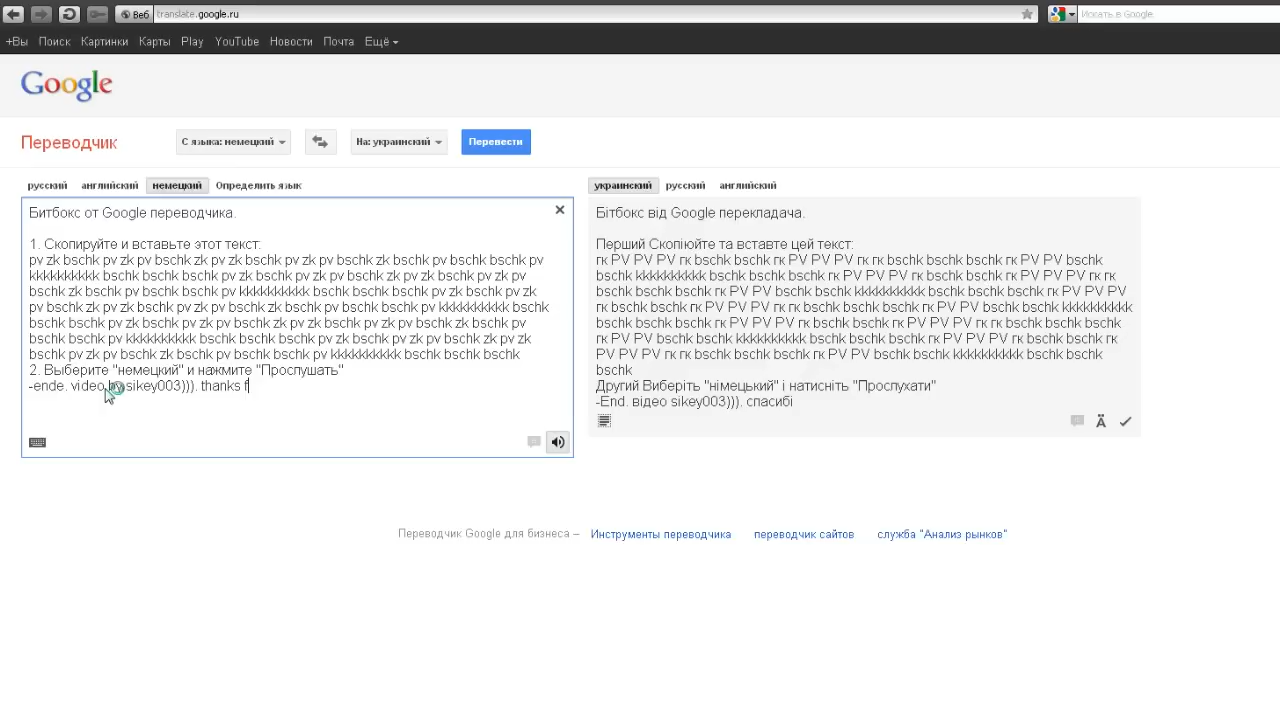 Веб translate.google.ru Искать в Google
+Вы Поиск Картинки Карты Play YouTube Новости Почта Ещё
Google
Переводчик С языка: немецкий На: украинский Перевести
русский английский немецкий Определить язык
Битбокс от Google переводчика.
1. Скопируйте и вставьте этот текст:
pv zk bschk pv zk pv bschk zk pv zk bschk pv zk pv bschk zk bschk pv bschk bschk pv
kkkkkkkkkk bschk bschk bschk pv zk bschk pv zk pv bschk zk pv zk bschk pv zk pv
bschk zk bschk pv bschk bschk pv kkkkkkkkkk bschk bschk bschk pv zk bschk pv zk
pv bschk zk pv zk bschk pv zk pv bschk zk bschk pv bschk bschk pv kkkkkkkkkk bschk
bschk bschk pv zk bschk pv zk pv bschk zk pv zk bschk pv zk pv bschk zk bschk pv
bschk bschk pv kkkkkkkkkk bschk bschk bschk pv zk bschk pv zk pv bschk zk pv zk
bschk pv zk pv bschk zk bschk pv bschk bschk pv kkkkkkkkkk bschk bschk bschk
2. Выберите "немецкий" и нажмите "Прослушать"
-ende. video sikey003))). thanks f
украинский русский английский
Бітбокс від Google перекладача.
Перший Скопіюйте та вставте цей текст:
гк PV PV PV гк bschk bschk гк PV PV PV гк гк bschk bschk bschk гк PV PV bschk
bschk kkkkkkkkkk bschk bschk bschk гк PV PV PV гк bschk bschk гк PV PV PV гк гк
bschk bschk bschk гк PV PV bschk bschk kkkkkkkkkk bschk bschk bschk гк PV PV PV
гк bschk bschk гк PV PV PV гк гк bschk bschk bschk гк PV PV bschk kkkkkkkkkk
bschk bschk bschk bschk гк PV PV PV гк bschk bschk гк PV PV PV гк гк bschk bschk bschk
гк PV PV bschk bschk kkkkkkkkkk bschk bschk bschk гк PV PV PV гк bschk bschk гк
PV PV PV гк гк bschk bschk bschk гк PV PV bschk bschk kkkkkkkkkk bschk bschk
bschk
Другий Виберіть "німецький" і натисніть "Прослухати"
-End. відео sikey003))). спасибі
Ä
Переводчик Google для бизнеса – Инструменты переводчика переводчик сайтов служба "Анализ рынков"